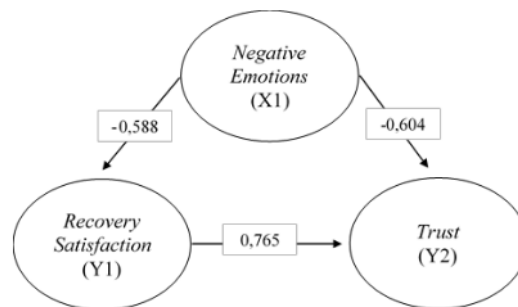 Negative
Emotions
(X1)
-0,588
-0,604
Recovery
Satisfaction
(Y1)
0,765
Trust
(Y2)